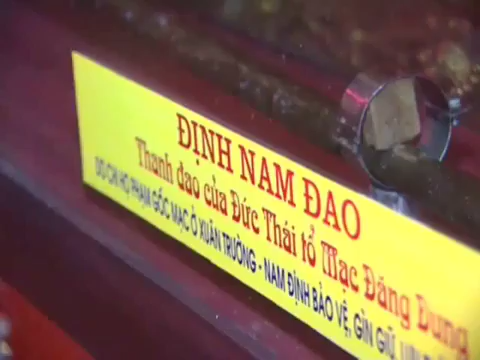 ĐỊNH NAM ĐAO
Thanh đao của Đức Thái tổ Mạc Đăng Dung
DO CHI HỌ PHẠM GỐC MẠC Ở XUÂN TRƯỜNG - NAM ĐỊNH BẢO VỆ, GÌN GIỮ,